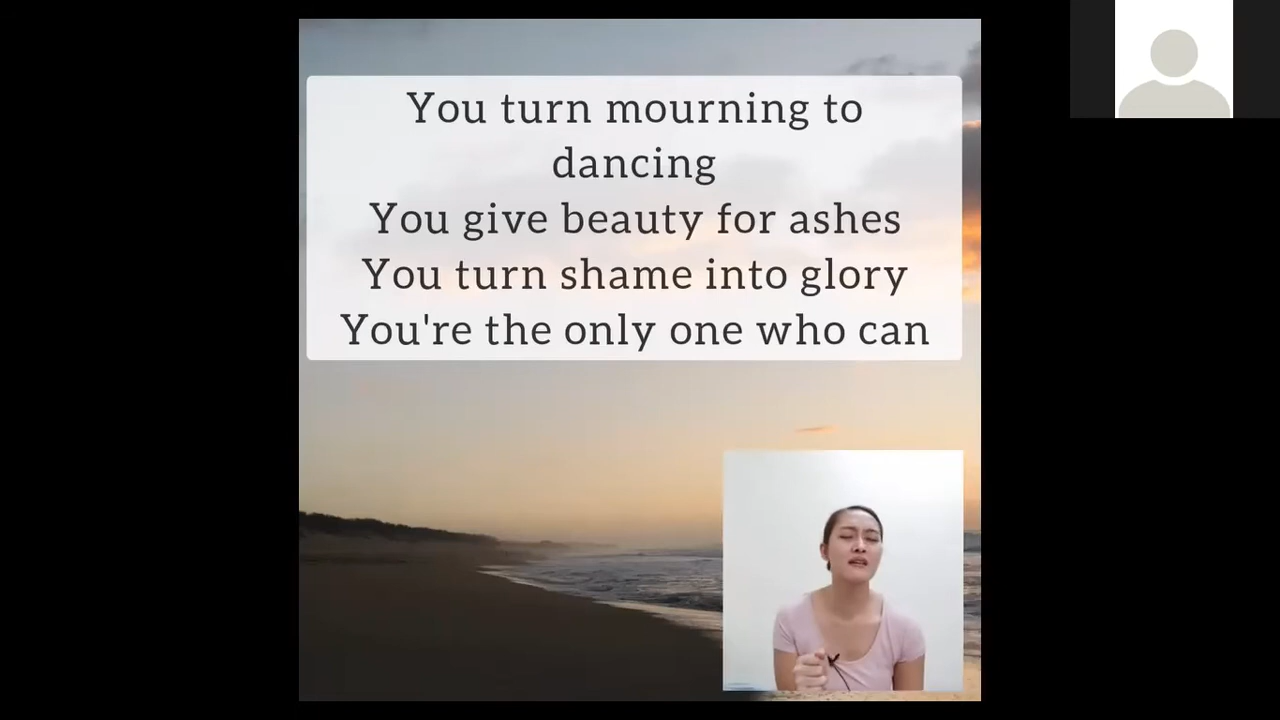 You turn mourning to
dancing
You give beauty for ashes
You turn shame into glory
You're the only one who can